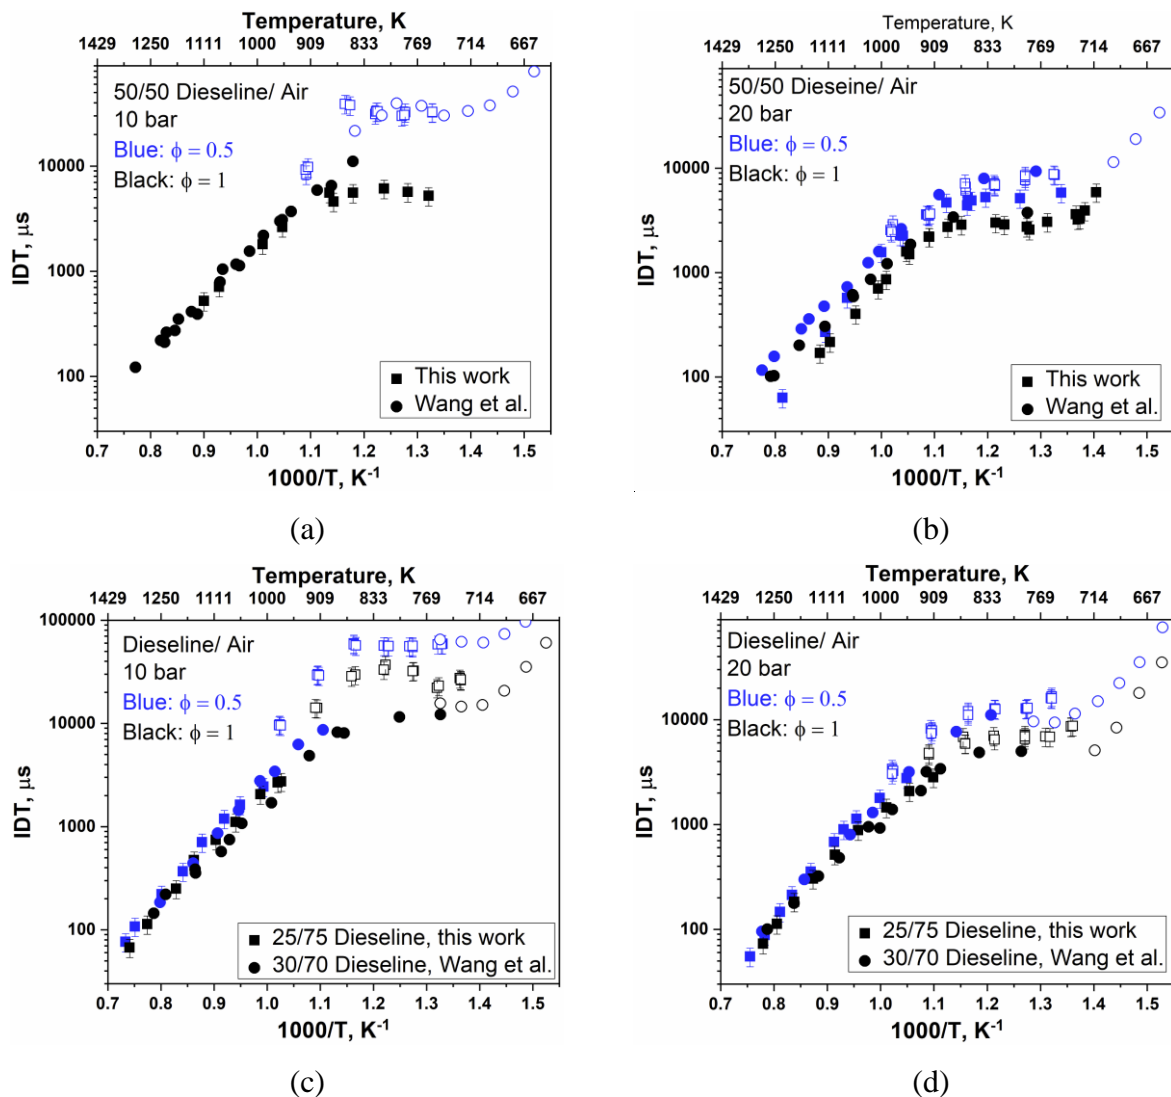 Temperature, K
1429 1250 1111 1000 909 833 769 714 667
50/50 Dieseline/ Air
10 bar
Blue: ϕ = 0.5
Black: ϕ = 1
10000
1000
100
IDT, μs
This work
Wang et al.
0.7 0.8 0.9 1.0 1.1 1.2 1.3 1.4 1.5
1000/T, K⁻¹
(a)
Temperature, K
1429 1250 1111 1000 909 833 769 714 667
50/50 Dieseine/ Air
20 bar
Blue: ϕ = 0.5
Black: ϕ = 1
10000
1000
100
IDT, μs
This work
Wang et al.
0.7 0.8 0.9 1.0 1.1 1.2 1.3 1.4 1.5
1000/T, K⁻¹
(b)
Temperature, K
1429 1250 1111 1000 909 833 769 714 667
100000
Dieseline/ Air
10 bar
Blue: ϕ = 0.5
Black: ϕ = 1
10000
1000
100
IDT, μs
25/75 Dieseline, this work
30/70 Dieseline, Wang et al.
0.7 0.8 0.9 1.0 1.1 1.2 1.3 1.4 1.5
1000/T, K⁻¹
(c)
Temperature, K
1429 1250 1111 1000 909 833 769 714 667
Dieseline/ Air
20 bar
Blue: ϕ = 0.5
Black: ϕ = 1
10000
1000
100
IDT, μs
25/75 Dieseline, this work
30/70 Dieseline, Wang et al.
0.7 0.8 0.9 1.0 1.1 1.2 1.3 1.4 1.5
1000/T, K⁻¹
(d)